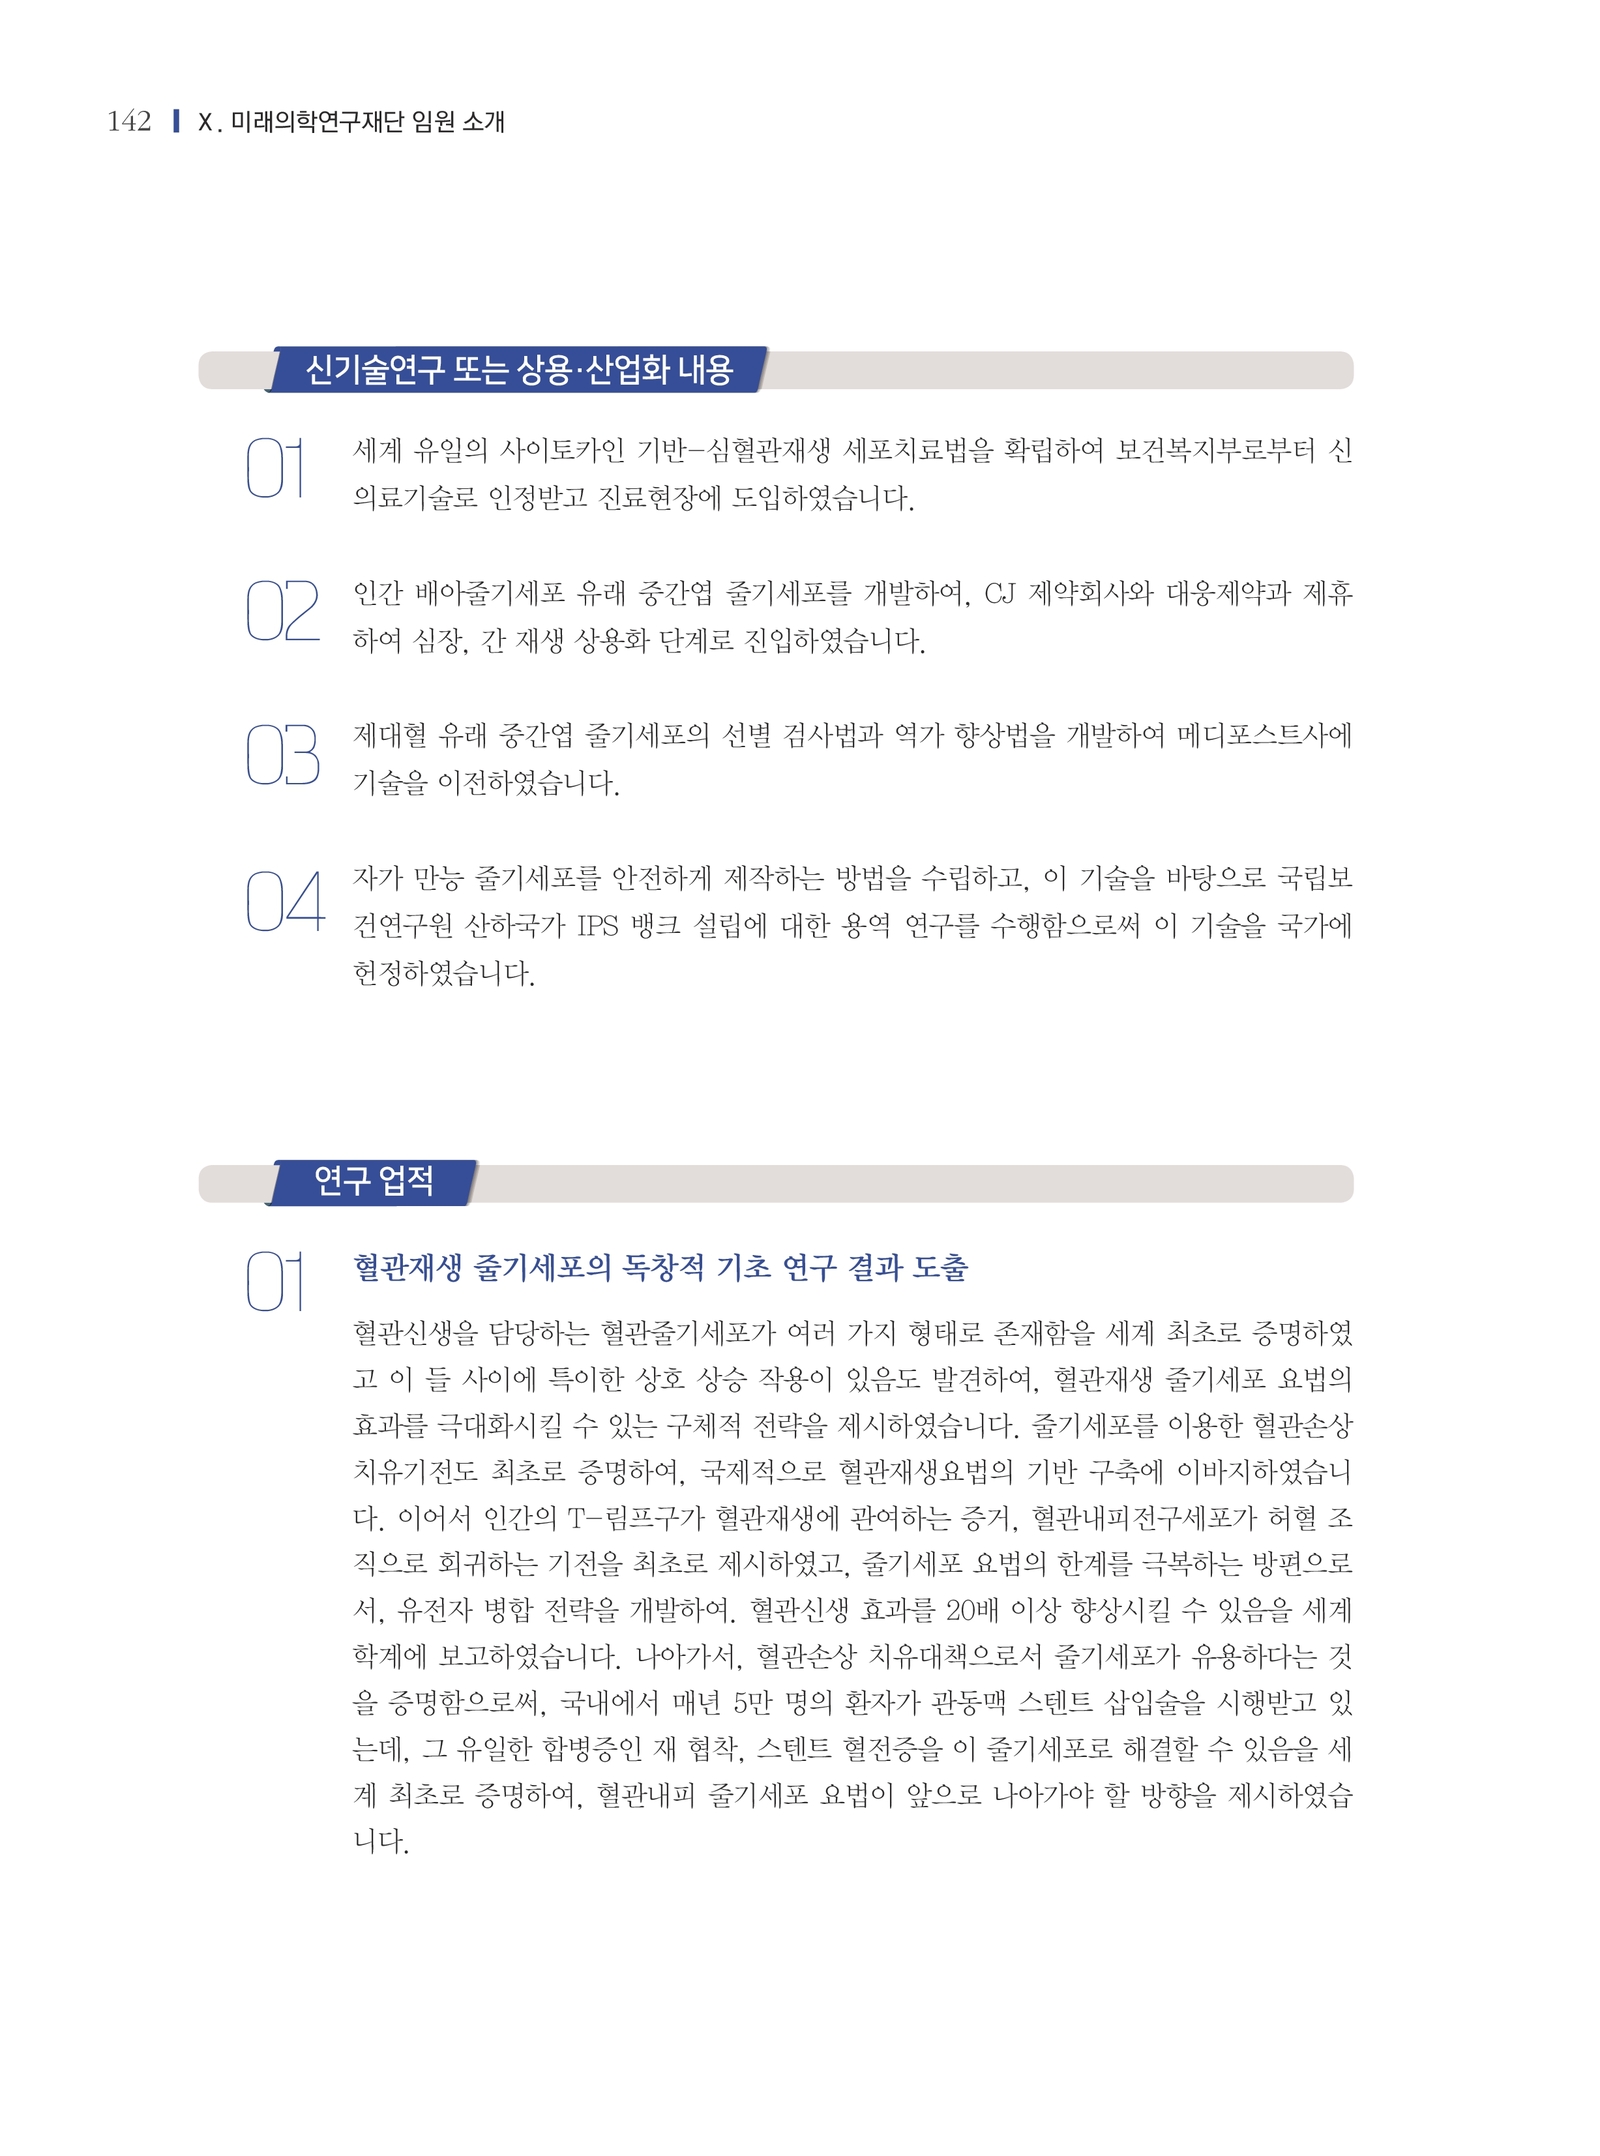 142 X. 미래의학연구재단 임원 소개
신기술연구 또는 상용·산업화 내용
01
세계 유일의 사이토카인 기반-심혈관재생 세포치료법을 확립하여 보건복지부로부터 신
의료기술로 인정받고 진료현장에 도입하였습니다.
02
인간 배아줄기세포 유래 중간엽 줄기세포를 개발하여, CJ 제약회사와 대웅제약과 제휴
하여 심장, 간 재생 상용화 단계로 진입하였습니다.
03
제대혈 유래 중간엽 줄기세포의 선별 검사법과 역가 향상법을 개발하여 메디포스트사에
기술을 이전하였습니다.
04
자가 만능 줄기세포를 안전하게 제작하는 방법을 수립하고, 이 기술을 바탕으로 국립보
건연구원 산하국가 IPS 뱅크 설립에 대한 용역 연구를 수행함으로써 이 기술을 국가에
헌정하였습니다.
연구 업적
01
혈관재생 줄기세포의 독창적 기초 연구 결과 도출
혈관신생을 담당하는 혈관줄기세포가 여러 가지 형태로 존재함을 세계 최초로 증명하였
고 이 들 사이에 특이한 상호 상승 작용이 있음도 발견하여, 혈관재생 줄기세포 요법의
효과를 극대화시킬 수 있는 구체적 전략을 제시하였습니다. 줄기세포를 이용한 혈관손상
치유기전도 최초로 증명하여, 국제적으로 혈관재생요법의 기반 구축에 이바지하였습니
다. 이어서 인간의 T-림프구가 혈관재생에 관여하는 증거, 혈관내피전구세포가 허혈 조
직으로 회귀하는 기전을 최초로 제시하였고, 줄기세포 요법의 한계를 극복하는 방편으로
서, 유전자 병합 전략을 개발하여. 혈관신생 효과를 20배 이상 향상시킬 수 있음을 세계
학계에 보고하였습니다. 나아가서, 혈관손상 치유대책으로서 줄기세포가 유용하다는 것
을 증명함으로써, 국내에서 매년 5만 명의 환자가 관동맥 스텐트 삽입술을 시행받고 있
는데, 그 유일한 합병증인 재 협착, 스텐트 혈전증을 이 줄기세포로 해결할 수 있음을 세
계 최초로 증명하여, 혈관내피 줄기세포 요법이 앞으로 나아가야 할 방향을 제시하였습
니다.